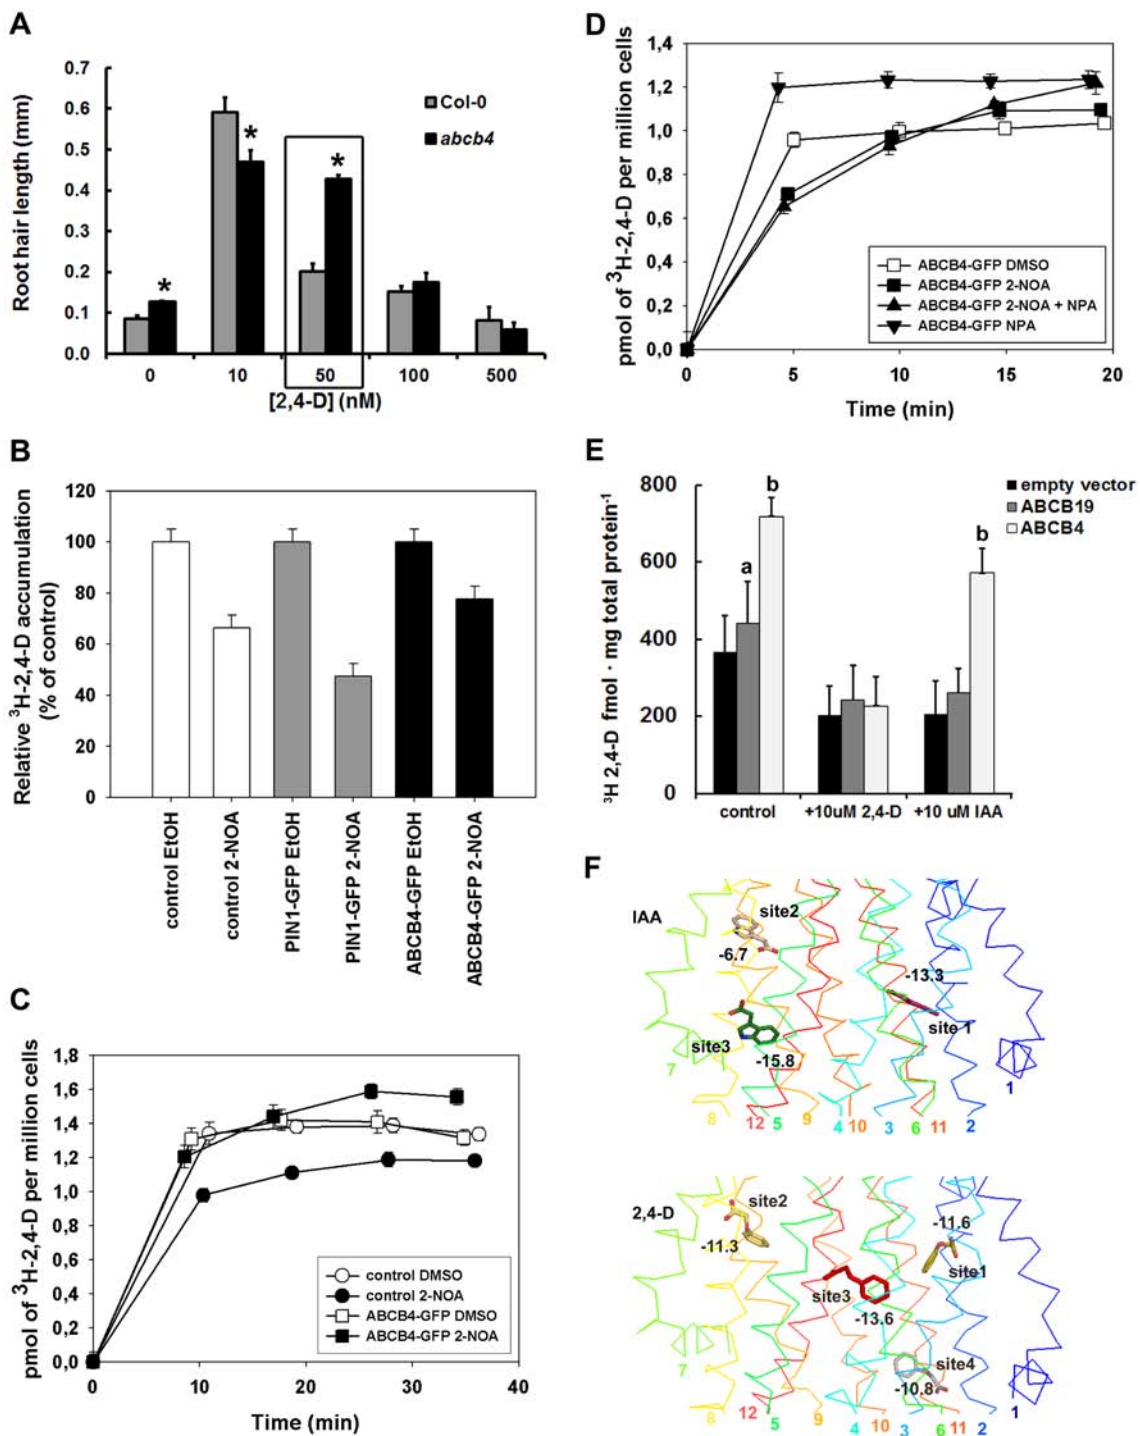 A
0.7
0.6
0.5
0.4
0.3
0.2
0.1
0.0
Root hair length (mm)
Col-0
abcb4
*
*
*
0 10 50 100 500
[2,4-D] (nM)
B
120
100
80
60
40
20
0
Relative ³H-2,4-D accumulation
(% of control)
control EtOH
control 2-NOA
PIN1-GFP EtOH
PIN1-GFP 2-NOA
ABCB4-GFP EtOH
ABCB4-GFP 2-NOA
C
1,8
1,6
1,4
1,2
1,0
0,8
0,6
0,4
0,2
0,0
pmol of ³H-2,4-D per million cells
control DMSO
control 2-NOA
ABCB4-GFP DMSO
ABCB4-GFP 2-NOA
0 10 20 30 40
Time (min)
D
1,4
1,2
1,0
0,8
0,6
0,4
0,2
0,0
pmol of ³H-2,4-D per million cells
ABCB4-GFP DMSO
ABCB4-GFP 2-NOA
ABCB4-GFP 2-NOA + NPA
ABCB4-GFP NPA
0 5 10 15 20
Time (min)
E
800
600
400
200
0
³H 2,4-D fmol · mg total protein⁻¹
empty vector
ABCB19
ABCB4
a
b
b
control +10uM 2,4-D +10 uM IAA
F
IAA
site2
-6.7
-13.3
site 1
site3
-15.8
7
1
8 12 5 9 4 10 3 6 11 2
2,4-D
site2
-11.3
-11.6
site1
site3
-13.6
site4
-10.8
7
1
8 12 5 9 4 10 3 6 11 2